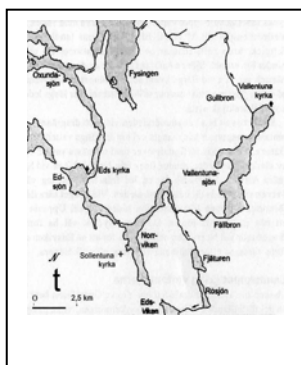 Oxunda-
sjön
Fysingen
Vallentuna
kyrka
Gullbron
Eds kyrka
Ed-
sjön
Vallentuna-
sjön
Fällbron
Norr-
viken
Sollentuna
kyrka
Fjäturen
N
t
0 2,5 km
Rösjön
Eds-
Viken